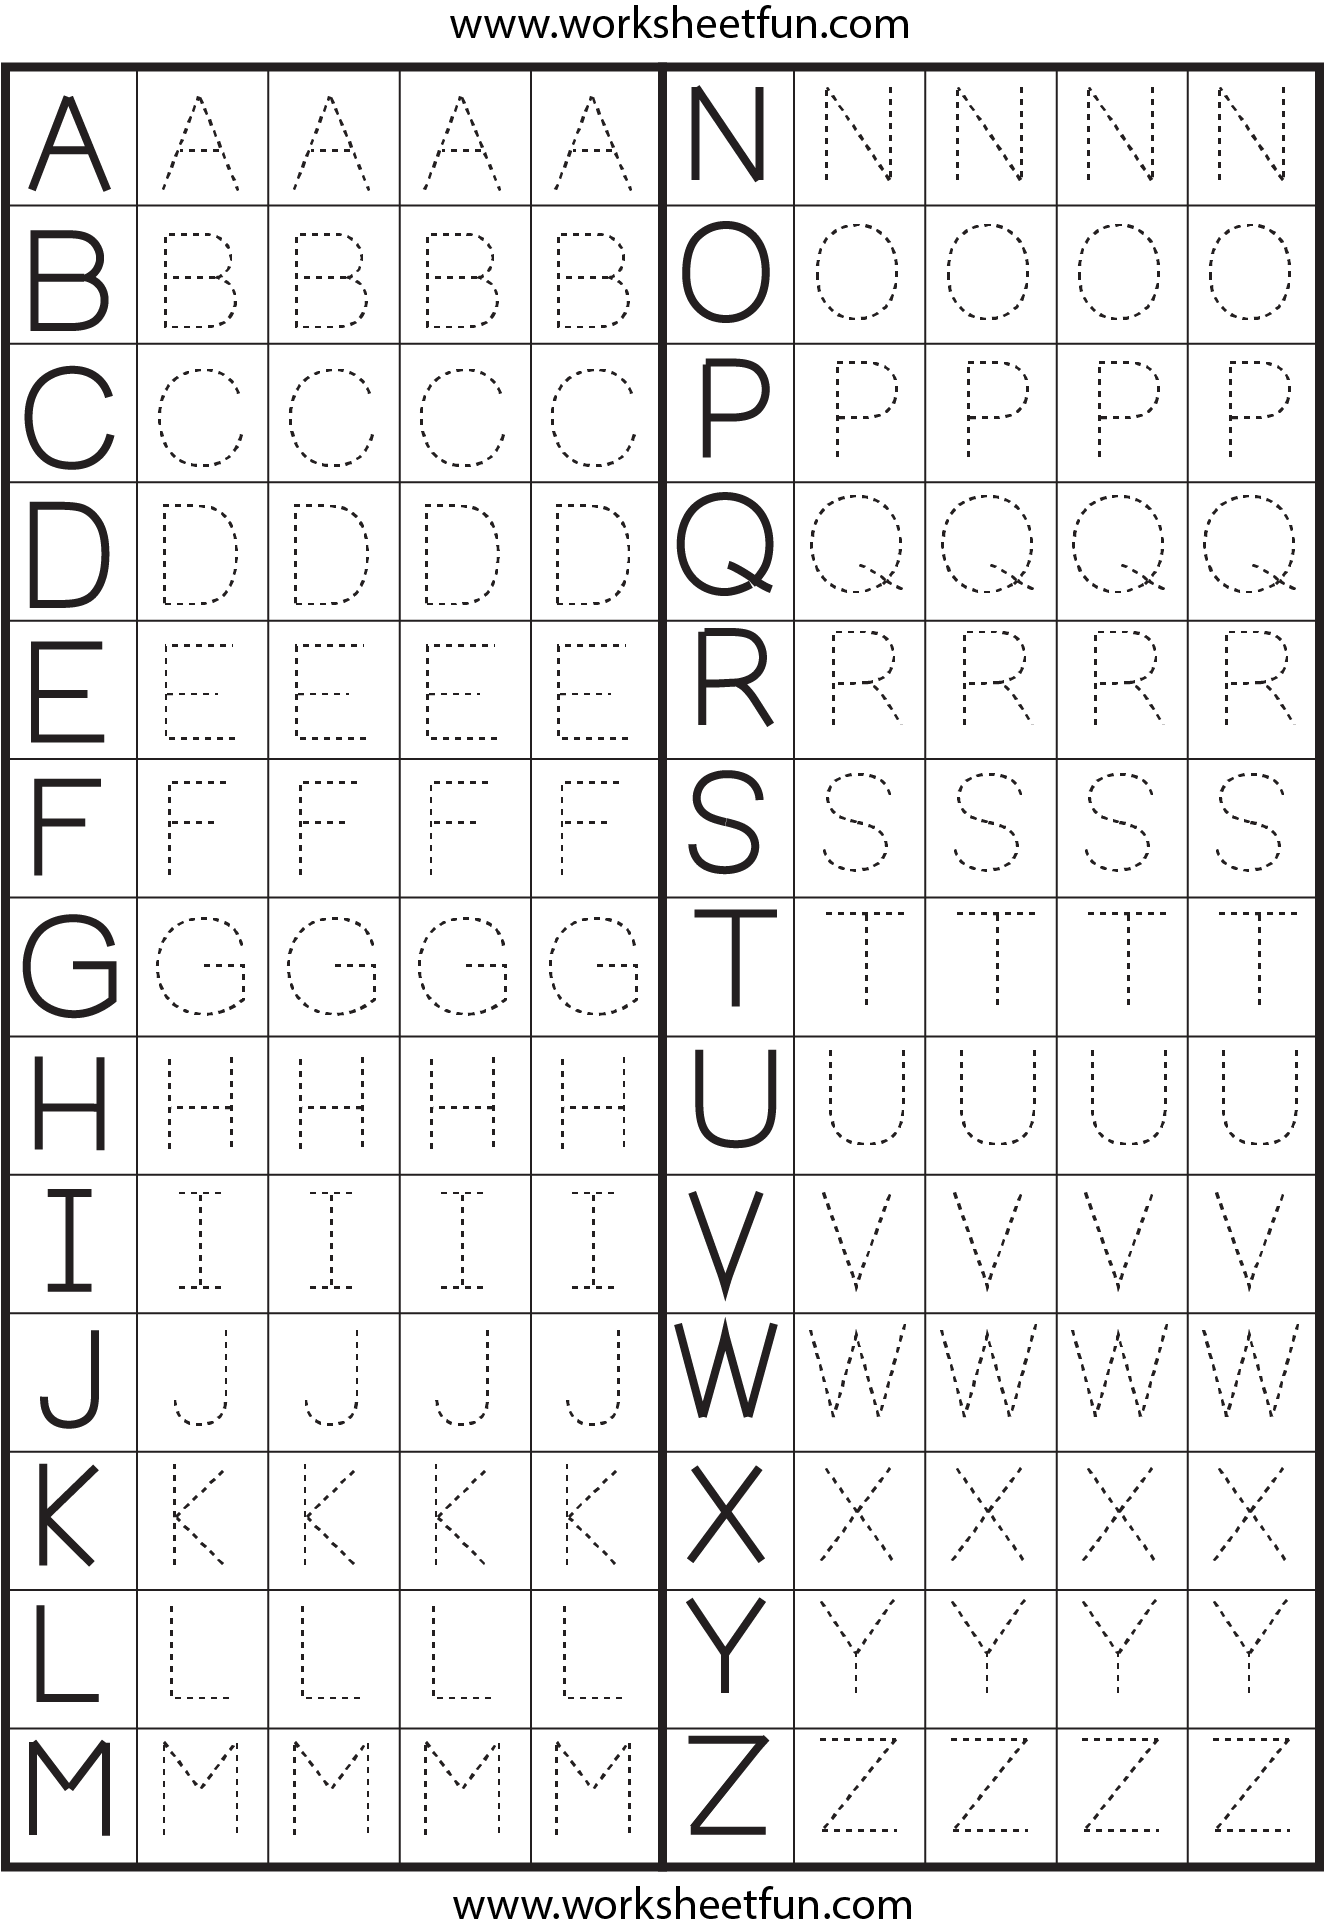 www.worksheetfun.com
A A A A A N N N N N
B B B B B O O O O O
C C C C C P P P P P
D D D D D Q Q Q Q Q
E E E E E R R R R R
F F F F F S S S S S
G G G G G T T T T T
H H H H H U U U U U
I I I I I V V V V V
J J J J J W W W W W
K K K K K X X X X X
L L L L L Y Y Y Y Y
M M M M M Z Z Z Z Z
www.worksheetfun.com